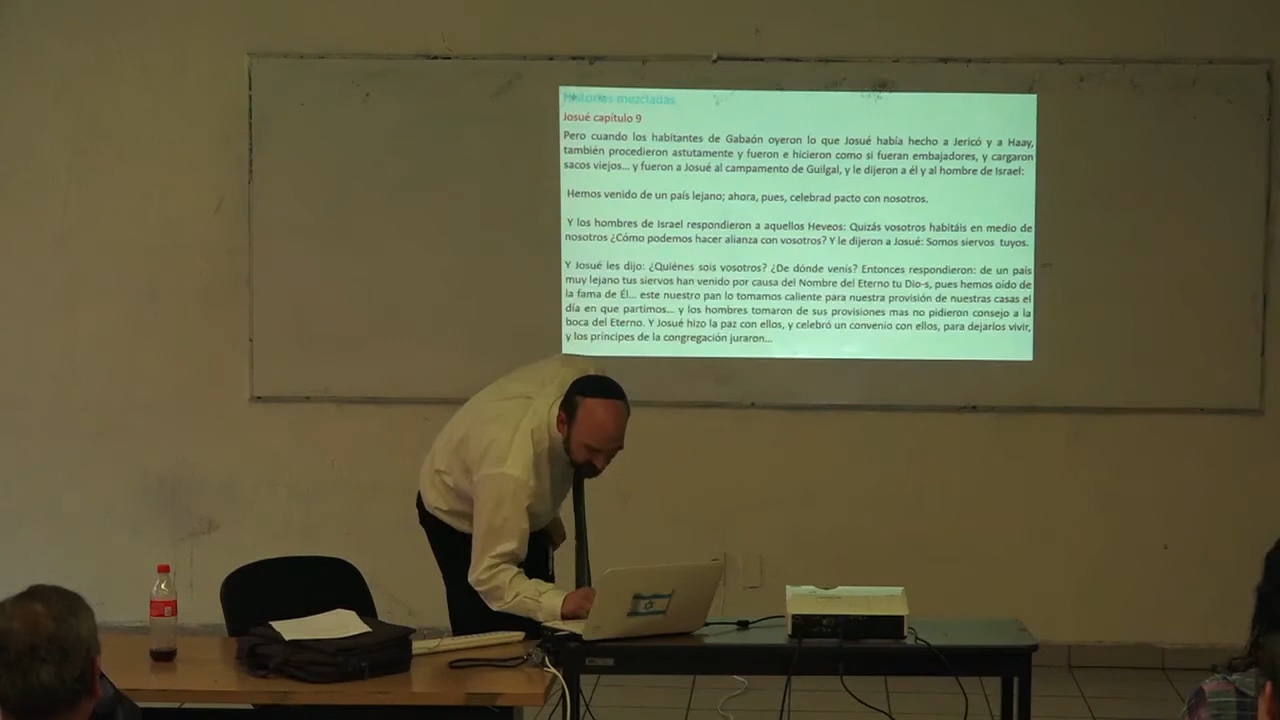 Historias mezcladas
Josué capítulo 9
Pero cuando los habitantes de Gabaón oyeron lo que Josué había hecho a Jericó y a Haay,
también procedieron astutamente y fueron e hicieron como si fueran embajadores, y cargaron
sacos viejos... y fueron a Josué al campamento de Guilgal, y le dijeron a él y al hombre de Israel:
Hemos venido de un país lejano; ahora, pues, celebrad pacto con nosotros.
Y los hombres de Israel respondieron a aquellos Heveos: Quizás vosotros habitáis en medio de
nosotros ¿Cómo podemos hacer alianza con vosotros? Y le dijeron a Josué: Somos siervos tuyos.
Y Josué les dijo: ¿Quiénes sois vosotros? ¿De dónde venís? Entonces respondieron: de un país
muy lejano tus siervos han venido por causa del Nombre del Eterno tu Dio-s, pues hemos oído de
la fama de Él... este nuestro pan lo tomamos caliente para nuestra provisión de nuestras casas el
día en que partimos... y los hombres tomaron de sus provisiones mas no pidieron consejo a la
boca del Eterno. Y Josué hizo la paz con ellos, y celebró un convenio con ellos, para dejarlos vivir,
y los príncipes de la congregación juraron...